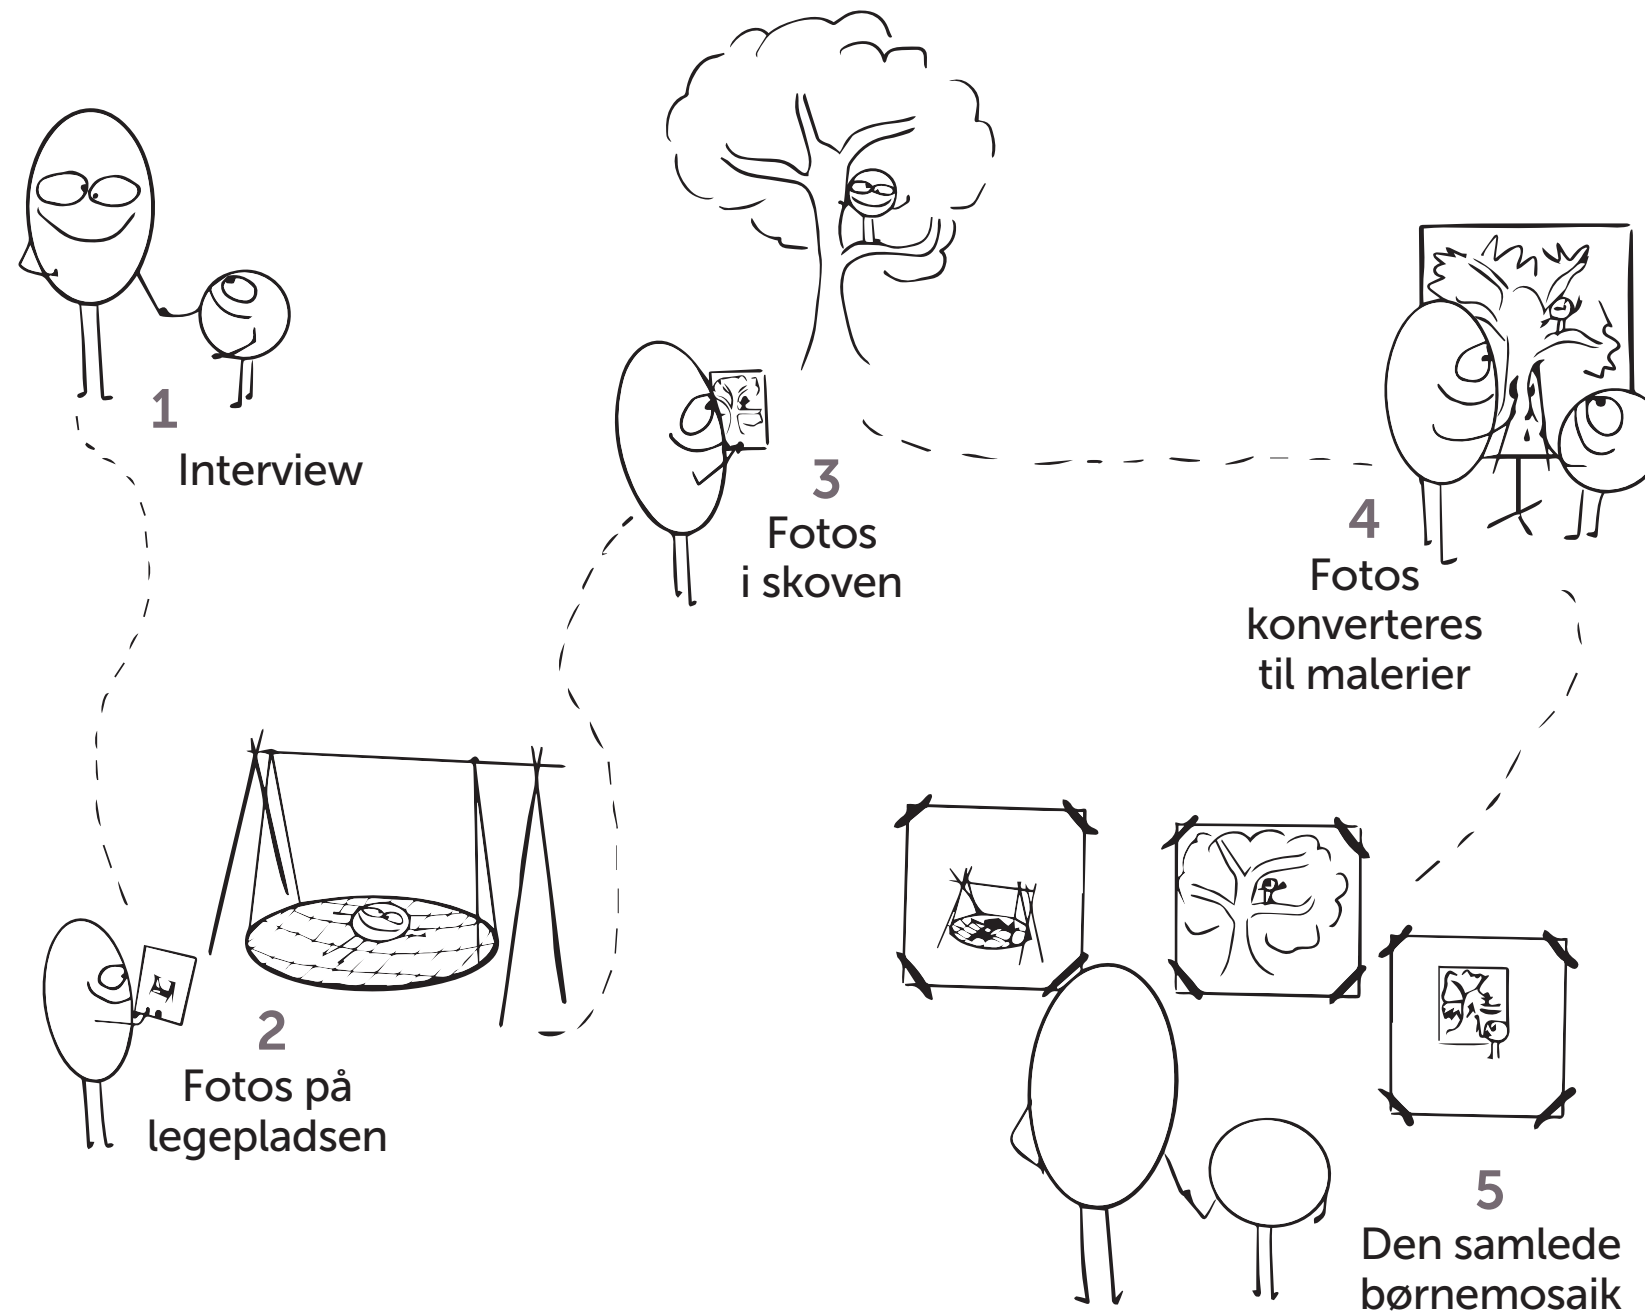 1
Interview
2
Fotos på
legepladsen
3
Fotos
i skoven
4
Fotos
konverteres
til malerier
5
Den samlede
børnemosaik